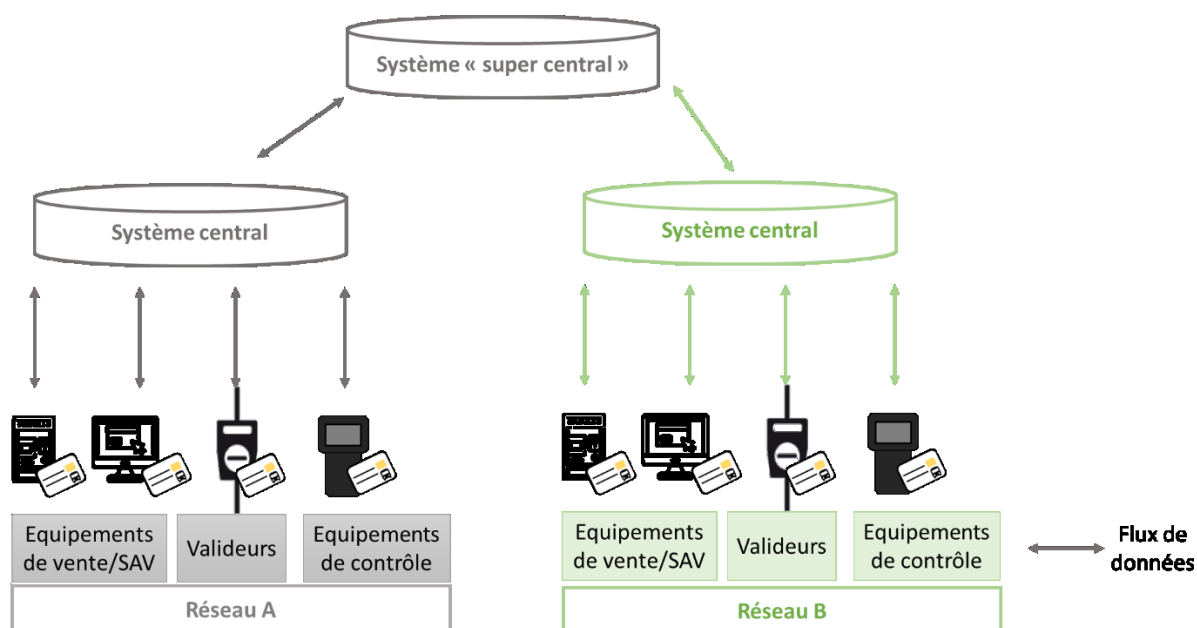 Système « super central »
Système central
Système central
Equipements
de vente/SAV
Valideurs
Equipements
de contrôle
Réseau A
Equipements
de vente/SAV
Valideurs
Equipements
de contrôle
Réseau B
Flux de
données